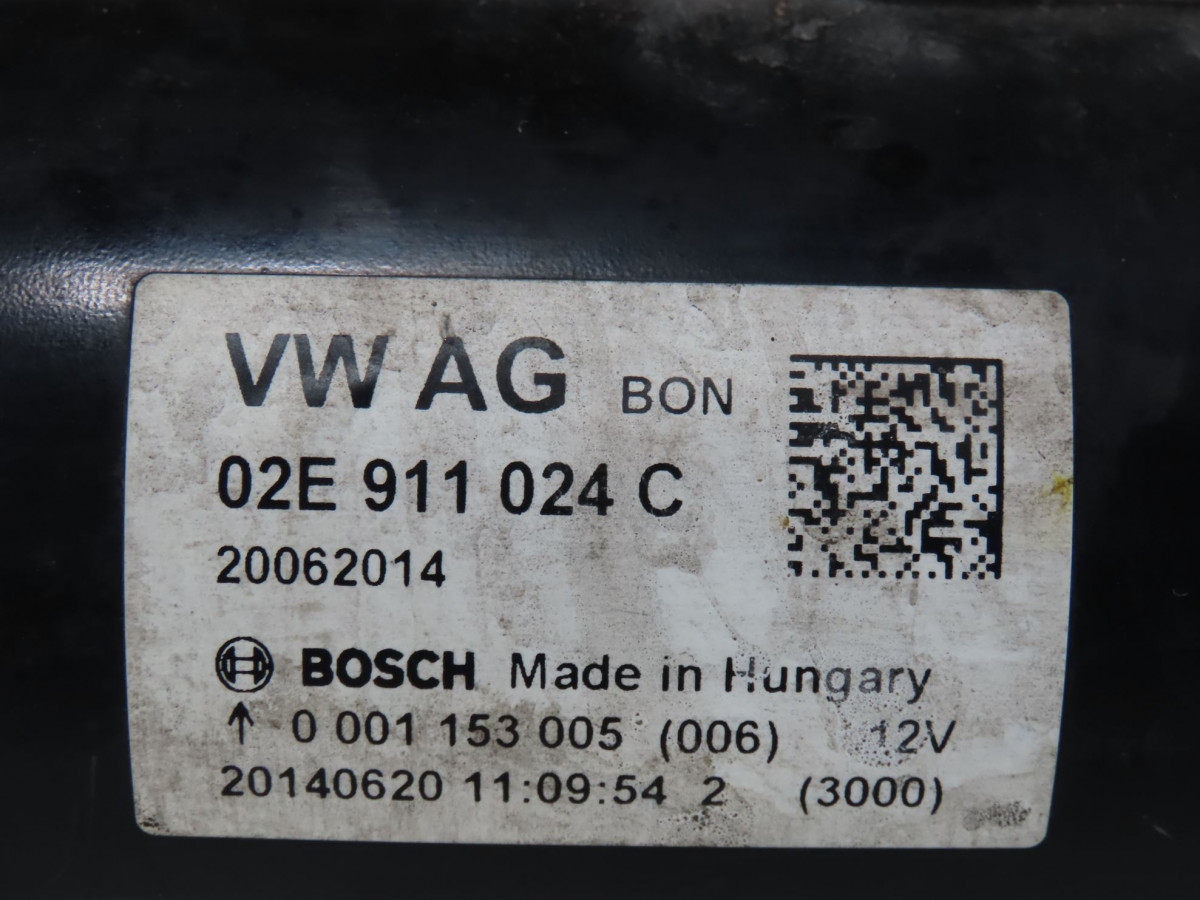 VW AG BON
02E 911 024 C
20062014
BOSCH Made in Hungary
↑ 0 001 153 005 (006) 12V
20140620 11:09:54 2 (3000)